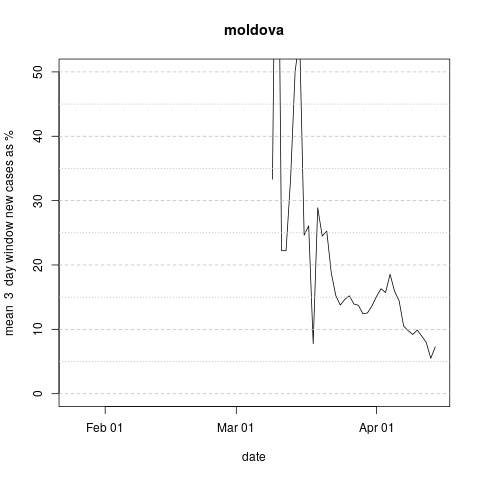 moldova
mean 3 day window new cases as %
50
40
30
20
10
0
Feb 01
Mar 01
Apr 01
date